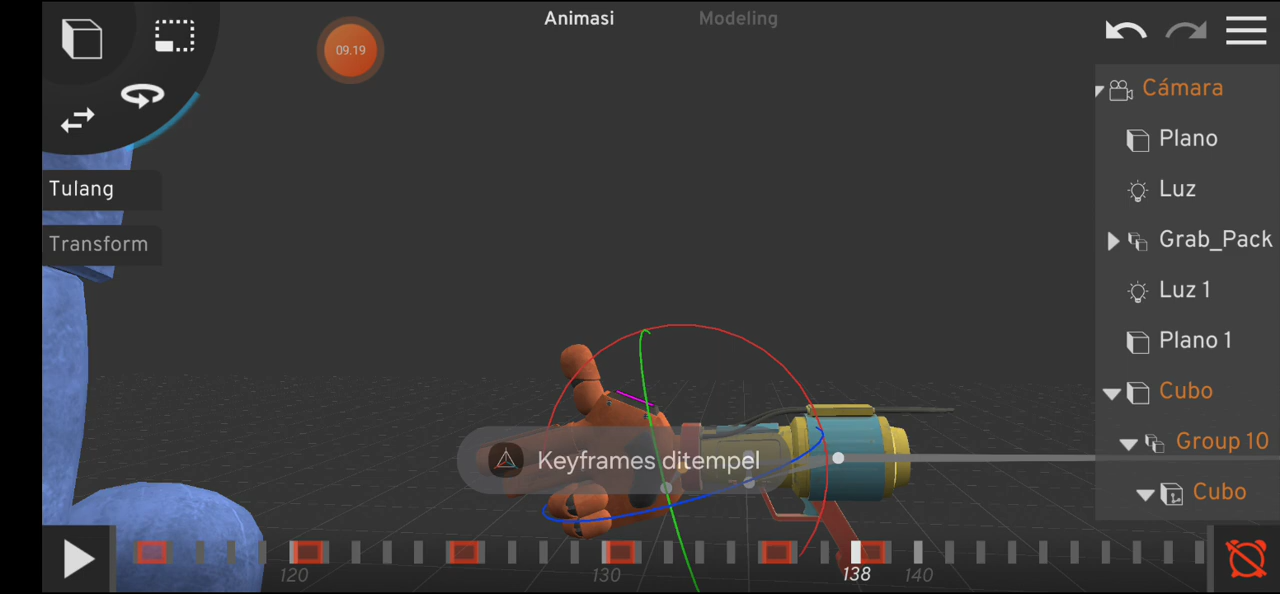 Animasi
Modeling
09.19
Cámara
Plano
Luz
Grab_Pack
Luz 1
Plano 1
Cubo
Group 10
Cubo
Tulang
Transform
Keyframes ditempel
120
130
138
140